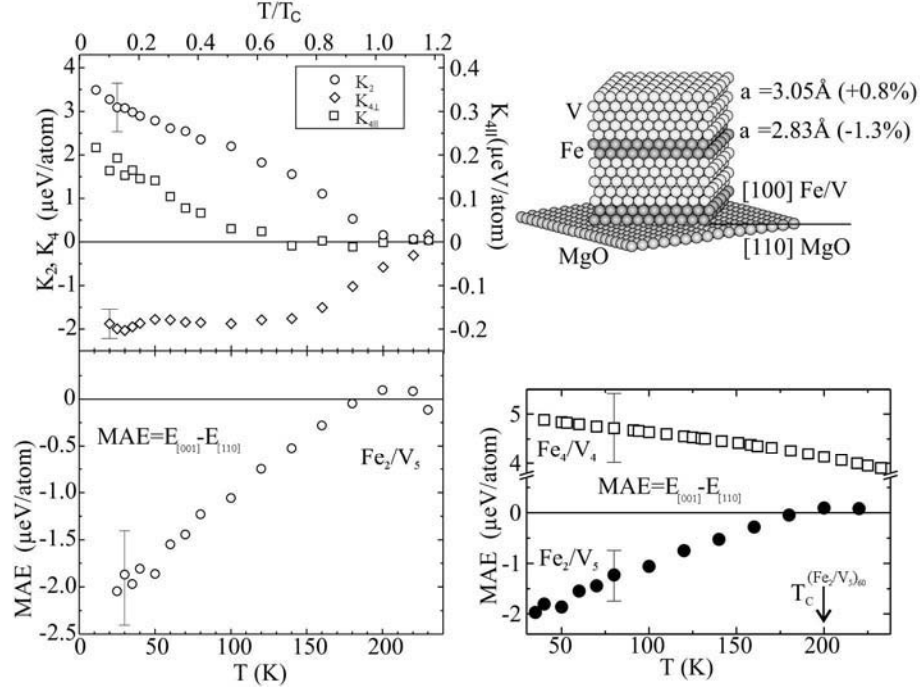 T/T_C
0.0 0.2 0.4 0.6 0.8 1.0 1.2
K_2, K_4 (μeV/atom)
4
3
2
1
0
-1
-2
K_2
K_4⊥
K_4||
0.4
0.3
0.2
0.1
0
-0.1
-0.2
K_4|| (μeV/atom)
MAE (μeV/atom)
0
-0.5
-1.0
-1.5
-2.0
-2.5
MAE=E_[001]-E_[110]
Fe_2/V_5
0 50 100 150 200
T (K)
V
Fe
MgO
a =3.05Å (+0.8%)
a =2.83Å (-1.3%)
[100] Fe/V
[110] MgO
MAE (μeV/atom)
5
4
0
-1
-2
Fe_4/V_4
MAE=E_[001]-E_[110]
Fe_2/V_5
T_C^(Fe_2/V_5)_60
50 100 150 200
T (K)